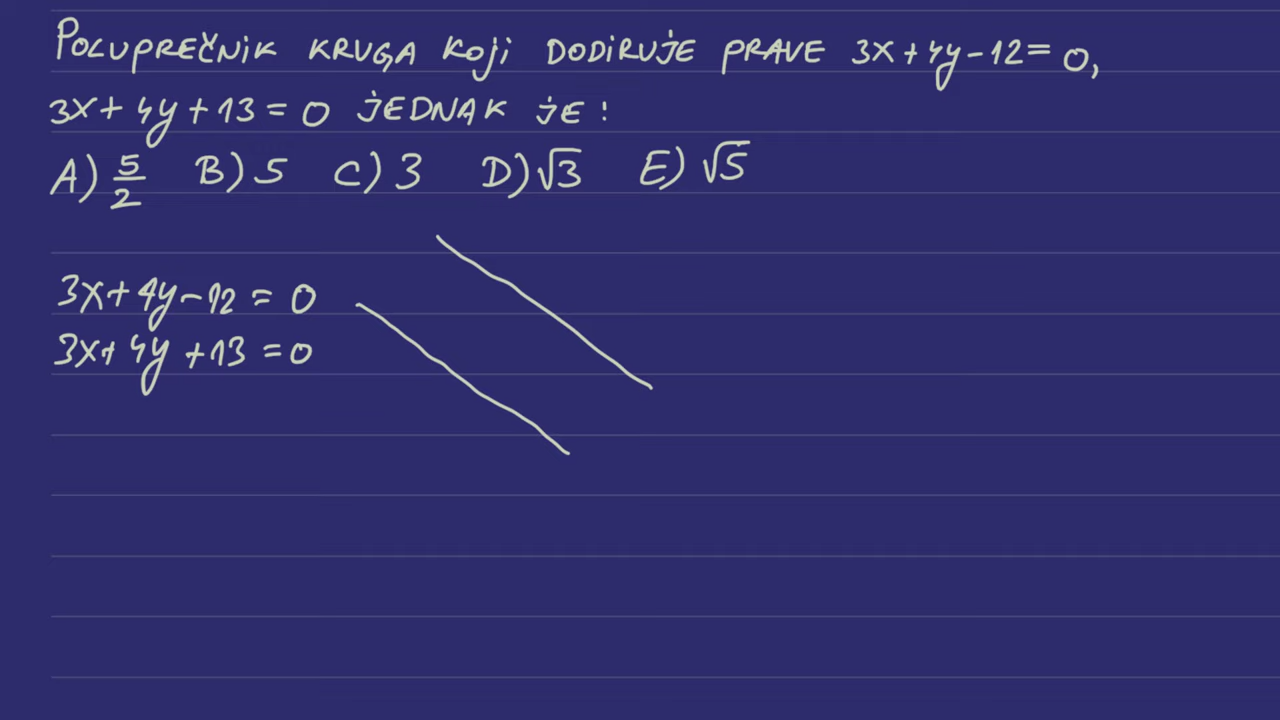 POLUPREČNIK KRUGA KOJI DODIRUJE PRAVE 3X+4y-12=0,
3X+4y+13=0 JEDNAK JE:
A) 5/2 B) 5 C) 3 D) √3 E) √5
3X+4y-12=0
3X+4y+13=0